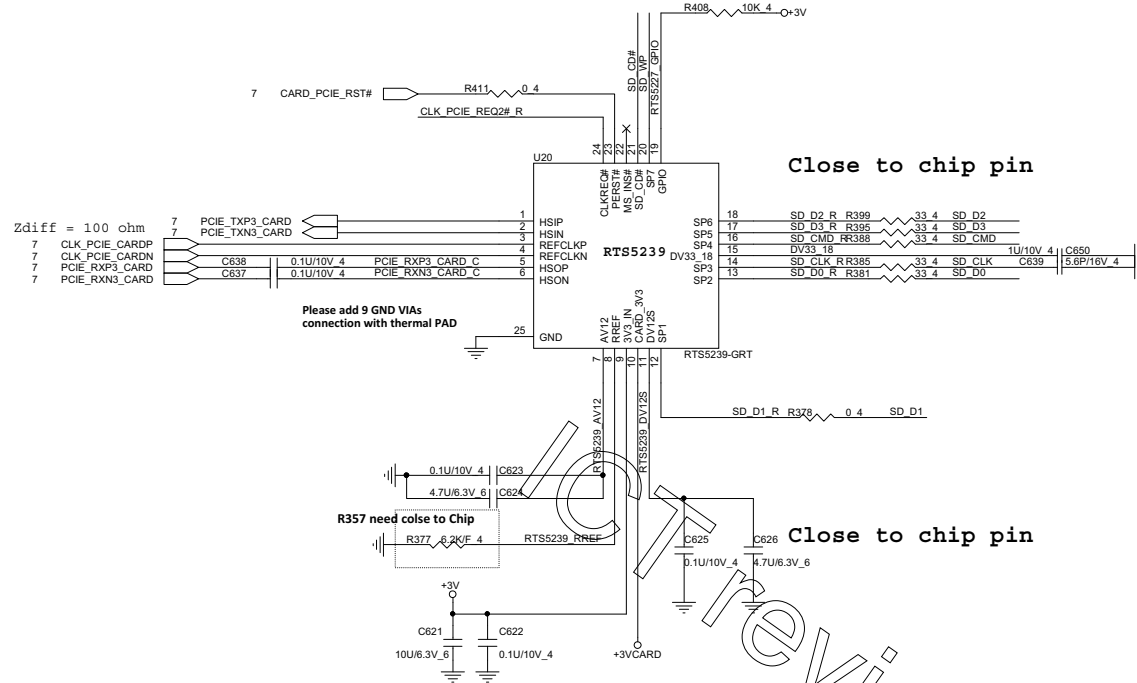 R408 10K_4 +3V
SD_CD#
SD_WP
RTS5227_GPIO
7 CARD_PCIE_RST# R411 0_4
CLK_PCIE_REQ2#_R
24 23 22 21 20 19
U20
CLKREQ# PERST# MS_INS# SD_CD# SP7 GPIO
Close to chip pin
Zdiff = 100 ohm
7 PCIE_TXP3_CARD 1 HSIP
7 PCIE_TXN3_CARD 2 HSIN
7 CLK_PCIE_CARDP 3 REFCLKP
7 CLK_PCIE_CARDN 4 REFCLKN
7 PCIE_RXP3_CARD C638 0.1U/10V_4 PCIE_RXP3_CARD_C 5 HSOP
7 PCIE_RXN3_CARD C637 0.1U/10V_4 PCIE_RXN3_CARD_C 6 HSON
RTS5239
SP6 18 SD_D2_R R399 33_4 SD_D2
SP5 17 SD_D3_R R395 33_4 SD_D3
SP4 16 SD_CMD_R R388 33_4 SD_CMD
DV33_18 15 DV33_18 1U/10V_4 C650
SP3 14 SD_CLK_R R385 33_4 SD_CLK C639 5.6P/16V_4
SP2 13 SD_D0_R R381 33_4 SD_D0
Please add 9 GND VIAs
connection with thermal PAD
25 GND
AV12 RREF 3V3_IN CARD_3V3 DV12S SP1
7 8 9 10 11 12
RTS5239-GRT
RTS5239_AV12
RTS5239_DV12S
SD_D1_R R378 0_4 SD_D1
0.1U/10V_4 C623
4.7U/6.3V_6 C624
R357 need colse to Chip
R377 6.2K/F_4 RTS5239_RREF
C625 C626
0.1U/10V_4 4.7U/6.3V_6
Close to chip pin
+3V
C621 C622
10U/6.3V_6 0.1U/10V_4
+3VCARD